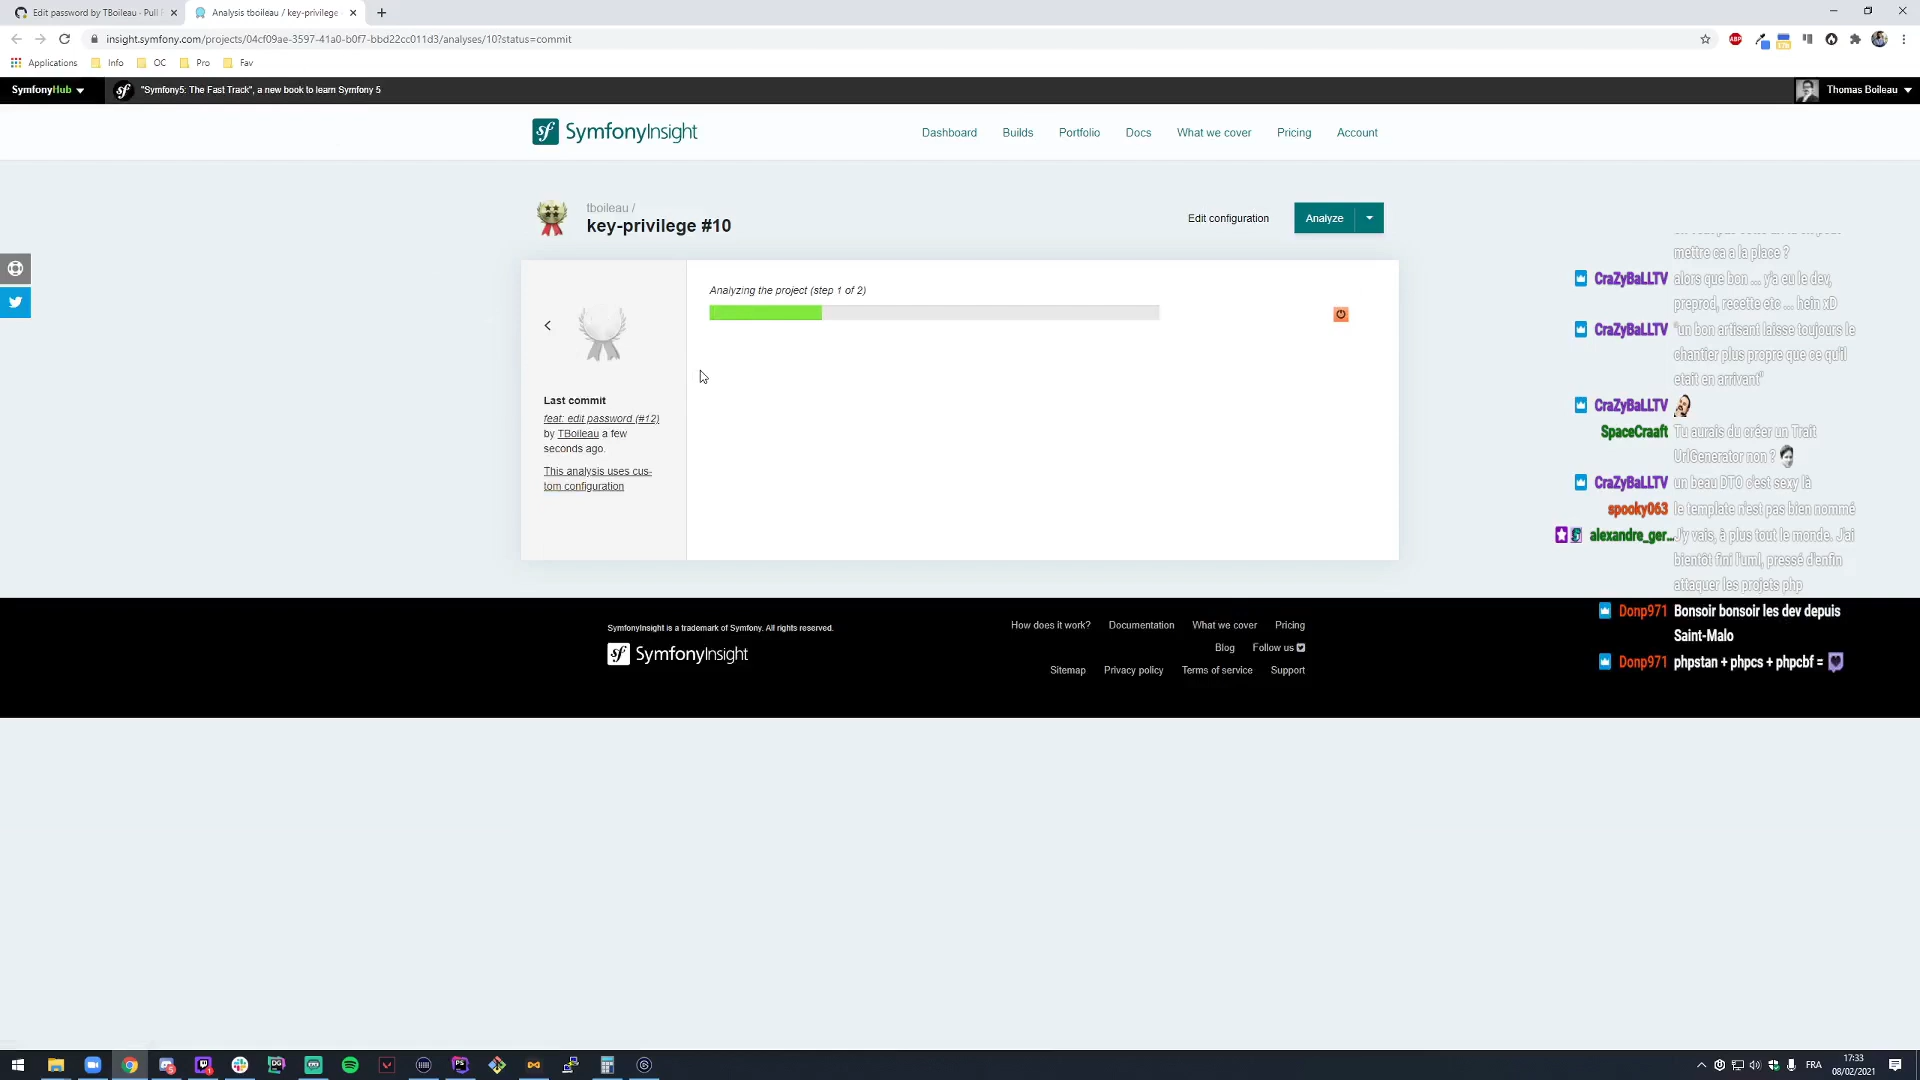 Edit password by TBoileau · Pull
Analysis tboileau / key-privilege
insight.symfony.com/projects/04cf09ae-3597-41a0-b0f7-bbd22cc011d3/analyses/10?status=commit
Applications
Info
OC
Pro
Fav
SymfonyHub
"Symfony5: The Fast Track", a new book to learn Symfony 5
Thomas Boileau
SymfonyInsight
Dashboard
Builds
Portfolio
Docs
What we cover
Pricing
Account
tboileau /
key-privilege #10
Edit configuration
Analyze
Analyzing the project (step 1 of 2)
Last commit
feat: edit password (#12)
by TBoileau a few
seconds ago.
This analysis uses cus-
tom configuration
mettre ca a la place ?
CraZyBaLLTV alors que bon ... y'a eu le dev,
preprod, recette etc ... hein xD
CraZyBaLLTV "un bon artisant laisse toujours le
chantier plus propre que ce qu'il
etait en arrivant"
CraZyBaLLTV
SpaceCraaft Tu aurais du créer un Trait
UrlGenerator non ?
CraZyBaLLTV un beau DTO c'est sexy là
spooky063 le template n'est pas bien nommé
alexandre_ger... J'y vais, à plus tout le monde. J'ai
bientôt fini l'uml, pressé d'enfin
attaquer les projets php
Donp971 Bonsoir bonsoir les dev depuis
Saint-Malo
Donp971 phpstan + phpcs + phpcbf =
SymfonyInsight is a trademark of Symfony. All rights reserved.
SymfonyInsight
How does it work?
Documentation
What we cover
Pricing
Blog
Follow us
Sitemap
Privacy policy
Terms of service
Support
FRA
17:33
08/02/2021